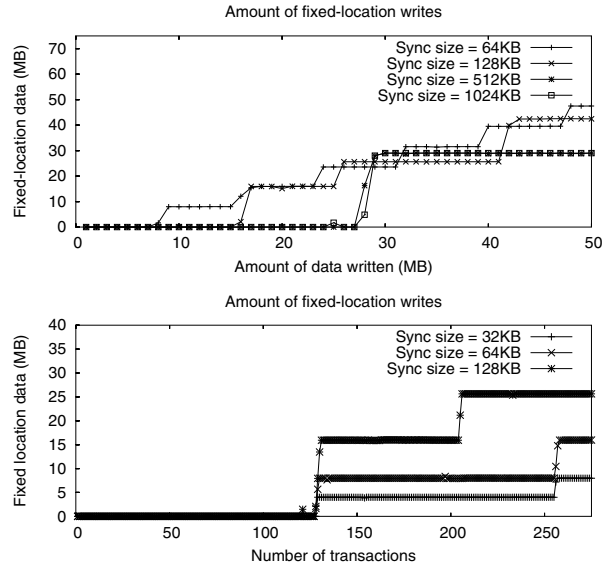 Amount of fixed-location writes
Fixed-location data (MB)
75
70
60
50
40
30
20
10
0
Sync size = 64KB
Sync size = 128KB
Sync size = 512KB
Sync size = 1024KB
0 10 20 30 40 50
Amount of data written (MB)
Amount of fixed-location writes
Fixed location data (MB)
40
35
30
25
20
15
10
5
0
Sync size = 32KB
Sync size = 64KB
Sync size = 128KB
0 50 100 150 200 250
Number of transactions